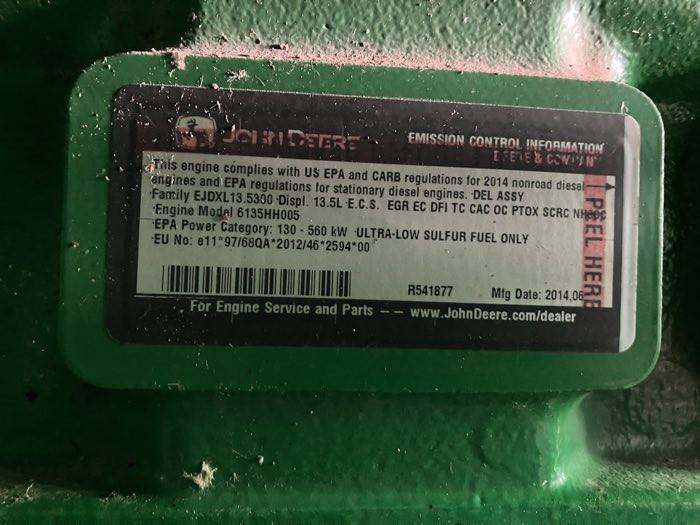 JOHN DEERE
EMISSION CONTROL INFORMATION
DEERE & COMPANY
This engine complies with US EPA and CARB regulations for 2014 nonroad diesel
engines and EPA regulations for stationary diesel engines. DEL ASSY
Family EJDXL13.5300 Displ. 13.5L E.C.S. EGR EC DFI TC CAC OC PTOX SCRC
Engine Model 6135HH005
EPA Power Category: 130 - 560 kW ULTRA-LOW SULFUR FUEL ONLY
EU No: e11*97/68QA*2012/46*2594*00
R541877
Mfg Date: 2014,06
For Engine Service and Parts -- www.JohnDeere.com/dealer
PEEL HERE